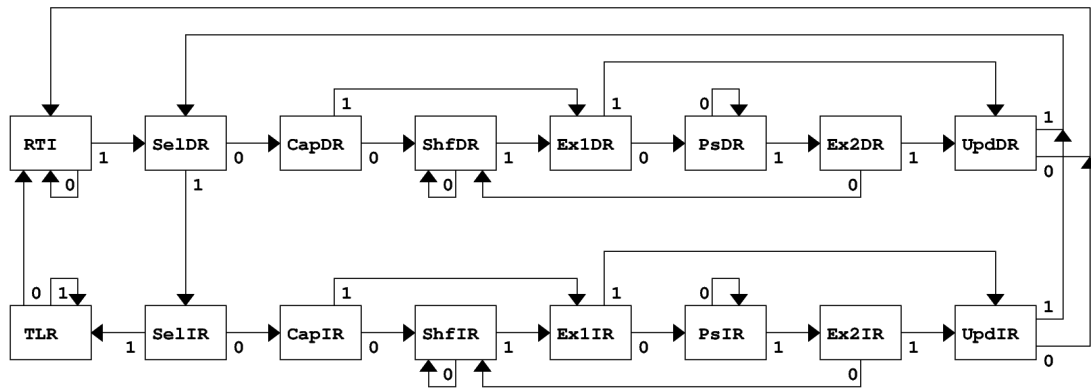 1 1 0 1
RTI SelDR CapDR ShfDR Ex1DR PsDR Ex2DR UpdDR
1 0 0 1 0 1 1 0
0 1 0 0
0 1 1 1 0 1
TLR SelIR CapIR ShfIR Ex1IR PsIR Ex2IR UpdIR
1 0 0 1 0 1 1 0
0 0